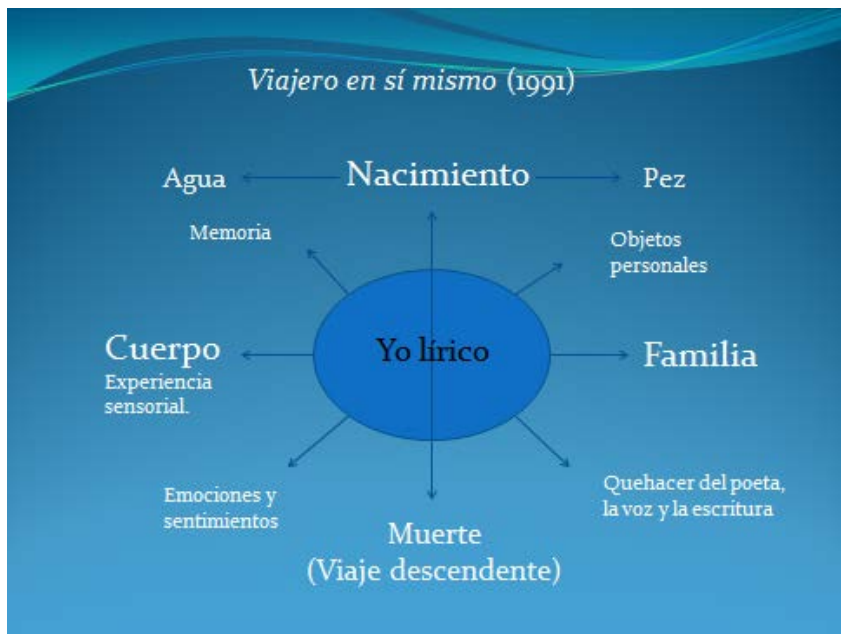 Viajero en sí mismo (1991)
Agua
Nacimiento
Pez
Memoria
Objetos
personales
Yo lírico
Cuerpo
Experiencia
sensorial.
Familia
Emociones y
sentimientos
Quehacer del poeta,
la voz y la escritura
Muerte
(Viaje descendente)